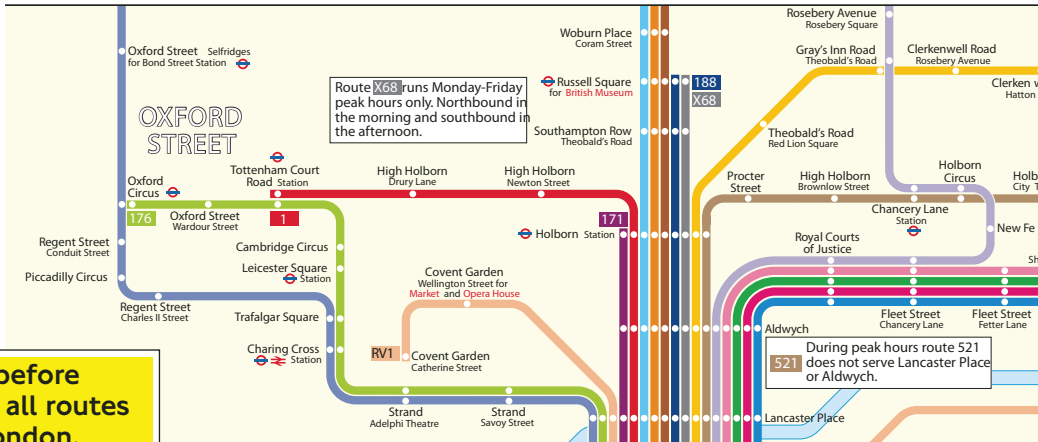 Oxford Street Selfridges
for Bond Street Station
OXFORD
STREET
Route X68 runs Monday-Friday
peak hours only. Northbound in
the morning and southbound in
the afternoon.
Woburn Place
Coram Street
Russell Square
for British Museum
188
X68
Southampton Row
Theobald's Road
Rosebery Avenue
Rosebery Square
Gray's Inn Road
Theobald's Road
Clerkenwell Road
Rosebery Avenue
Clerken
Hatton
Theobald's Road
Red Lion Square
Oxford
Circus
176
Oxford Street
Wardour Street
Tottenham Court
Road Station
1
High Holborn
Drury Lane
High Holborn
Newton Street
171
Holborn Station
Procter
Street
High Holborn
Brownlow Street
Holborn
Circus
Holb
City T
Chancery Lane
Station
New Fe
Regent Street
Conduit Street
Piccadilly Circus
Regent Street
Charles II Street
Cambridge Circus
Leicester Square
Station
Trafalgar Square
Charing Cross
Station
Covent Garden
Wellington Street for
Market and Opera House
RV1
Covent Garden
Catherine Street
Royal Courts
of Justice
Sh
Fleet Street
Chancery Lane
Fleet Street
Fetter Lane
Aldwych
During peak hours route 521
521 does not serve Lancaster Place
or Aldwych.
Lancaster Place
Strand
Adelphi Theatre
Strand
Savoy Street
before
all routes
ondon.